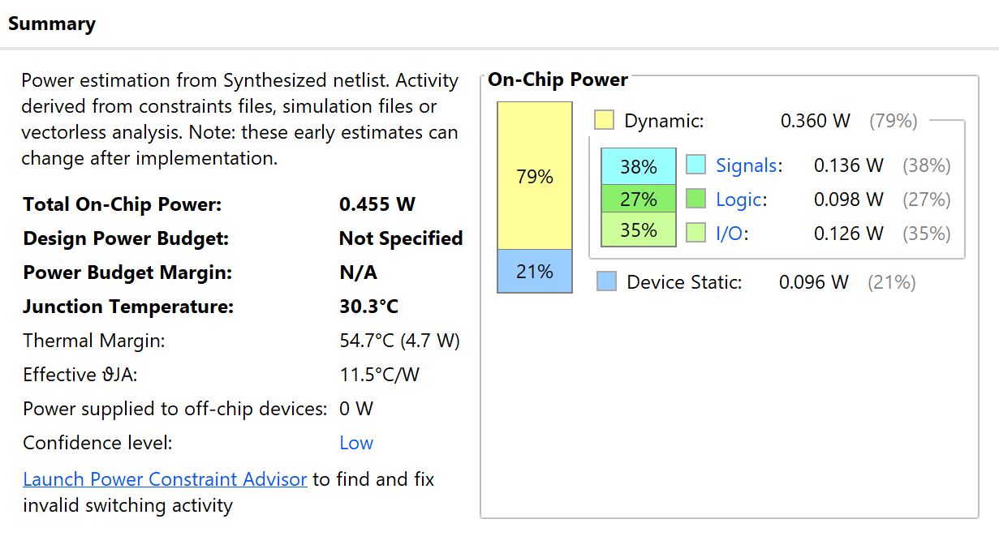 Summary
Power estimation from Synthesized netlist. Activity
derived from constraints files, simulation files or
vectorless analysis. Note: these early estimates can
change after implementation.
Total On-Chip Power: 0.455 W
Design Power Budget: Not Specified
Power Budget Margin: N/A
Junction Temperature: 30.3°C
Thermal Margin: 54.7°C (4.7 W)
Effective ϑJA: 11.5°C/W
Power supplied to off-chip devices: 0 W
Confidence level: Low
Launch Power Constraint Advisor to find and fix
invalid switching activity
On-Chip Power
79%
21%
Dynamic: 0.360 W (79%)
38% Signals: 0.136 W (38%)
27% Logic: 0.098 W (27%)
35% I/O: 0.126 W (35%)
Device Static: 0.096 W (21%)